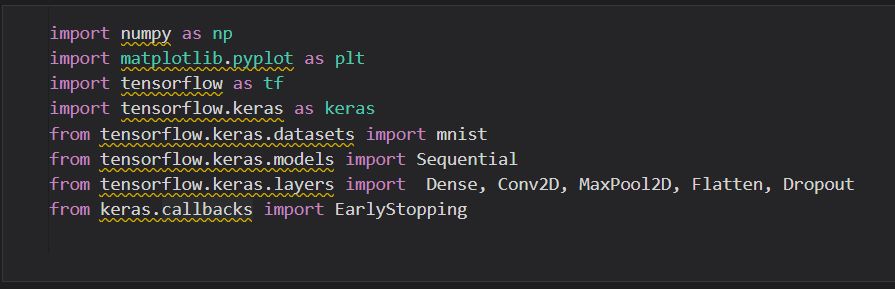 import numpy as np
import matplotlib.pyplot as plt
import tensorflow as tf
import tensorflow.keras as keras
from tensorflow.keras.datasets import mnist
from tensorflow.keras.models import Sequential
from tensorflow.keras.layers import  Dense, Conv2D, MaxPool2D, Flatten, Dropout
from keras.callbacks import EarlyStopping